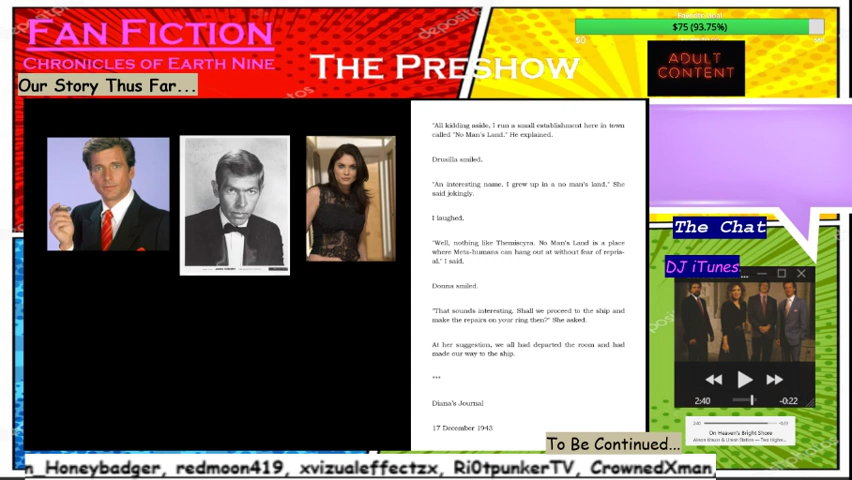 FAN FICTION
CHRONICLES OF EARTH NINE
Our Story Thus Far...
THE PRESHOW
$75 (93.75%)
$0
ADULT
CONTENT
"All kidding aside, I run a small establishment here in town
called "No Man's Land." He explained.
Drusilla smiled.
"An interesting name, I grew up in a no man's land." She
said jokingly.
I laughed.
"Well, nothing like Themiscyra. No Man's Land is a place
where Meta-humans can hang out at without fear of repris-
al." I said.
Donna smiled.
"That sounds interesting. Shall we proceed to the ship and
make the repairs on your ring then?" She asked.
At her suggestion, we all had departed the room and had
made our way to the ship.
***
Diana's Journal
17 December 1943
To Be Continued...
The Chat
DJ iTunes
2:40
-0:22
On Heaven's Bright Shore
n_Honeybadger, redmoon419, xvizualeffectzx, Ri0tpunkerTV, CrownedXman,